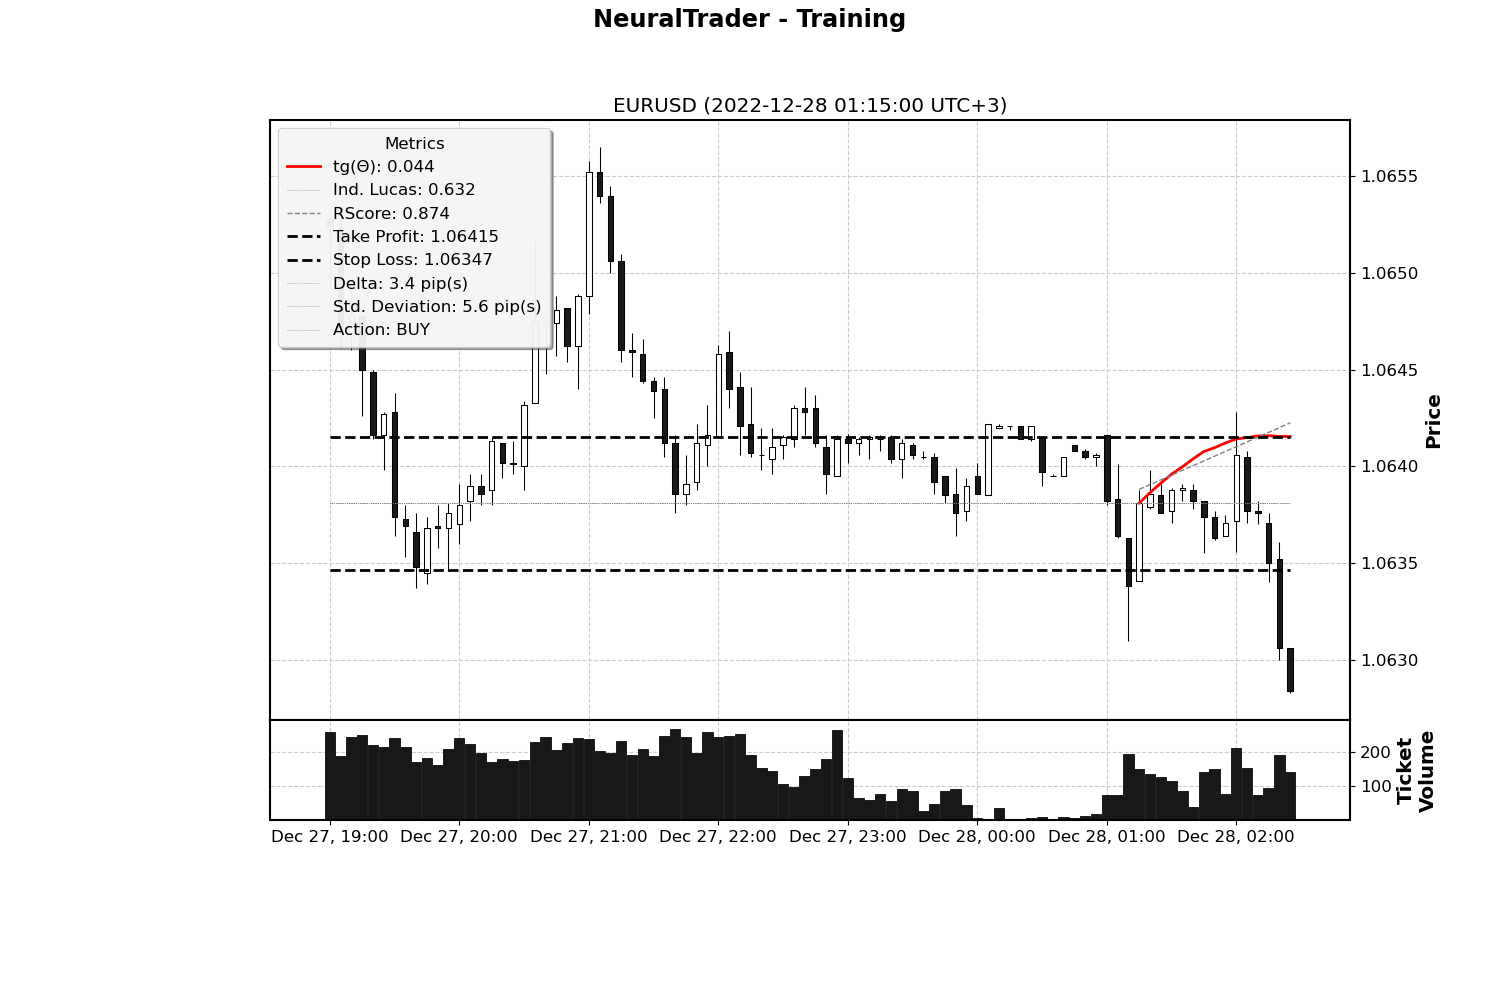 NeuralTrader - Training
EURUSD (2022-12-28 01:15:00 UTC+3)
Metrics
tg(Θ): 0.044
Ind. Lucas: 0.632
RScore: 0.874
Take Profit: 1.06415
Stop Loss: 1.06347
Delta: 3.4 pip(s)
Std. Deviation: 5.6 pip(s)
Action: BUY
1.0655
1.0650
1.0645
1.0640
1.0635
1.0630
Price
200
100
Ticket
Volume
Dec 27, 19:00 Dec 27, 20:00 Dec 27, 21:00 Dec 27, 22:00 Dec 27, 23:00 Dec 28, 00:00 Dec 28, 01:00 Dec 28, 02:00